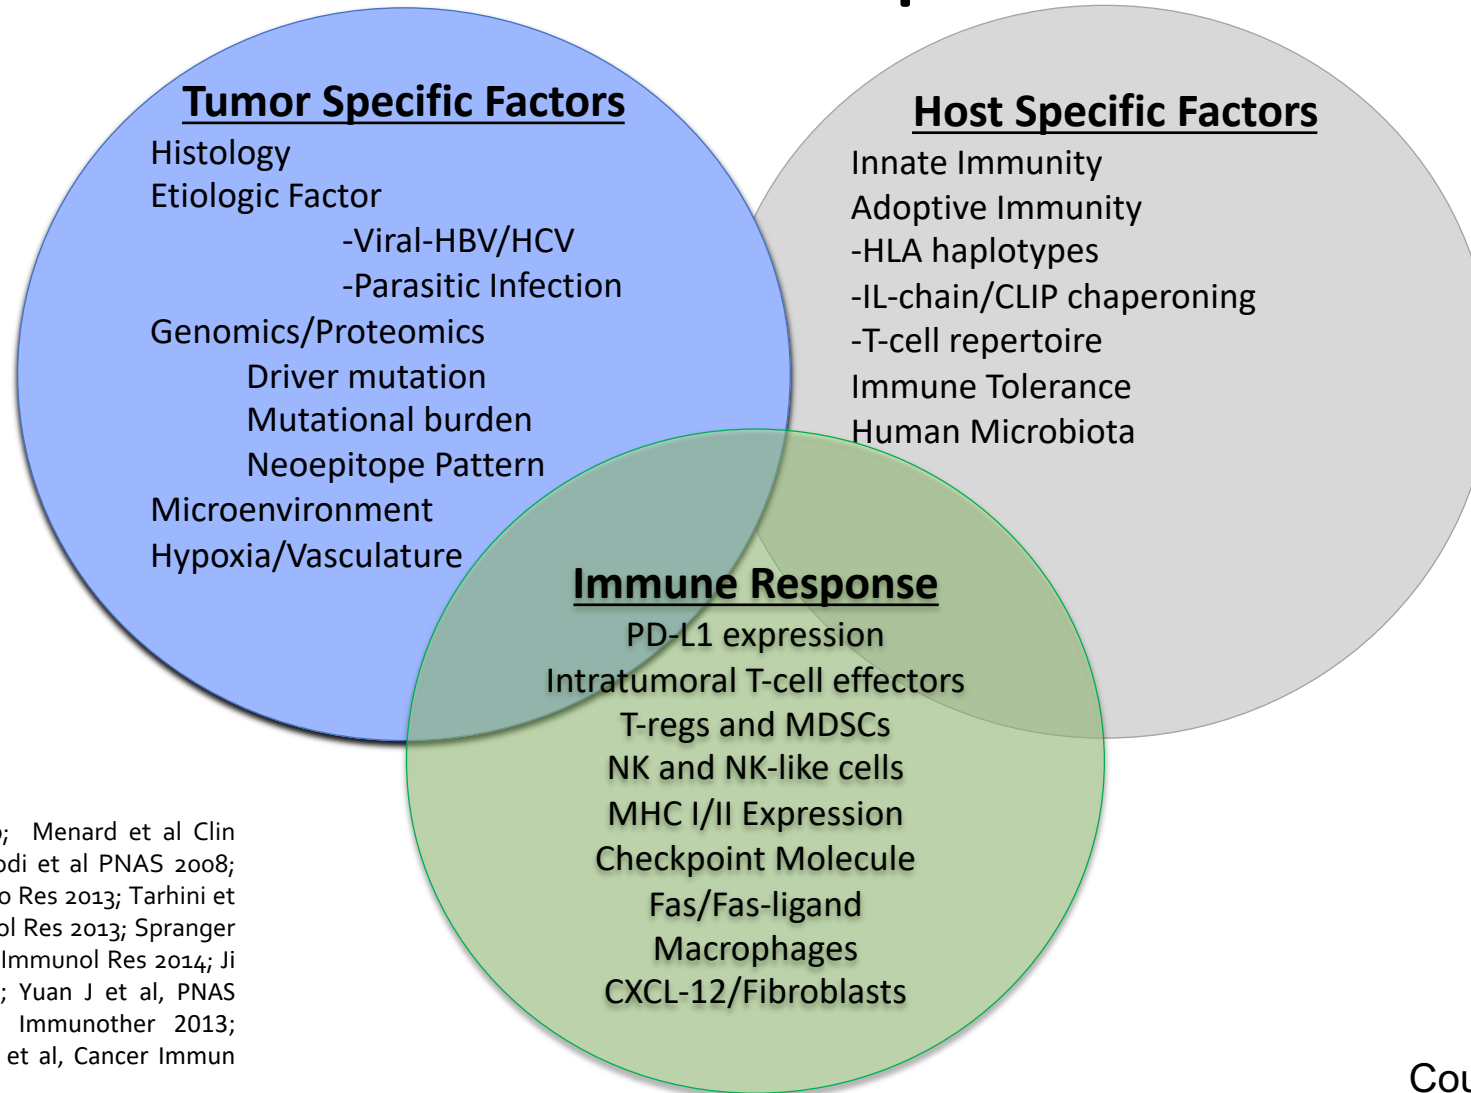 Tumor Specific Factors
Histology
Etiologic Factor
-Viral-HBV/HCV
-Parasitic Infection
Genomics/Proteomics
Driver mutation
Mutational burden
Neoepitope Pattern
Microenvironment
Hypoxia/Vasculature
Host Specific Factors
Innate Immunity
Adoptive Immunity
-HLA haplotypes
-IL-chain/CLIP chaperoning
-T-cell repertoire
Immune Tolerance
Human Microbiota
Immune Response
PD-L1 expression
Intratumoral T-cell effectors
T-regs and MDSCs
NK and NK-like cells
MHC I/II Expression
Checkpoint Molecule
Fas/Fas-ligand
Macrophages
CXCL-12/Fibroblasts
; Menard et al Clin
odi et al PNAS 2008;
o Res 2013; Tarhini et
ol Res 2013; Spranger
Immunol Res 2014; Ji
; Yuan J et al, PNAS
Immunother 2013;
et al, Cancer Immun
Cou